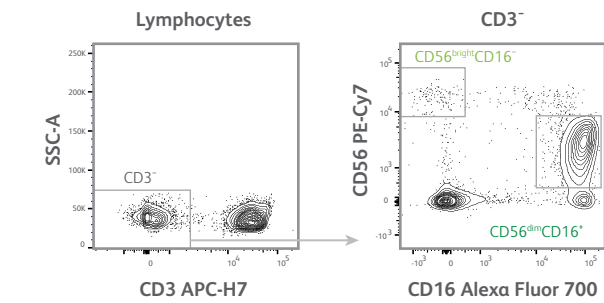 Lymphocytes
250K
200K
150K
100K
50K
0
SSC-A
CD3⁻
0
10⁴
10⁵
CD3 APC-H7
CD3⁻
10⁵
10⁴
10³
0
-10³
CD56 PE-Cy7
CD56ᵇʳⁱᵍʰᵗCD16⁻
CD56ᵈⁱᵐCD16⁺
-10³
0
10³
10⁴
10⁵
CD16 Alexa Fluor 700